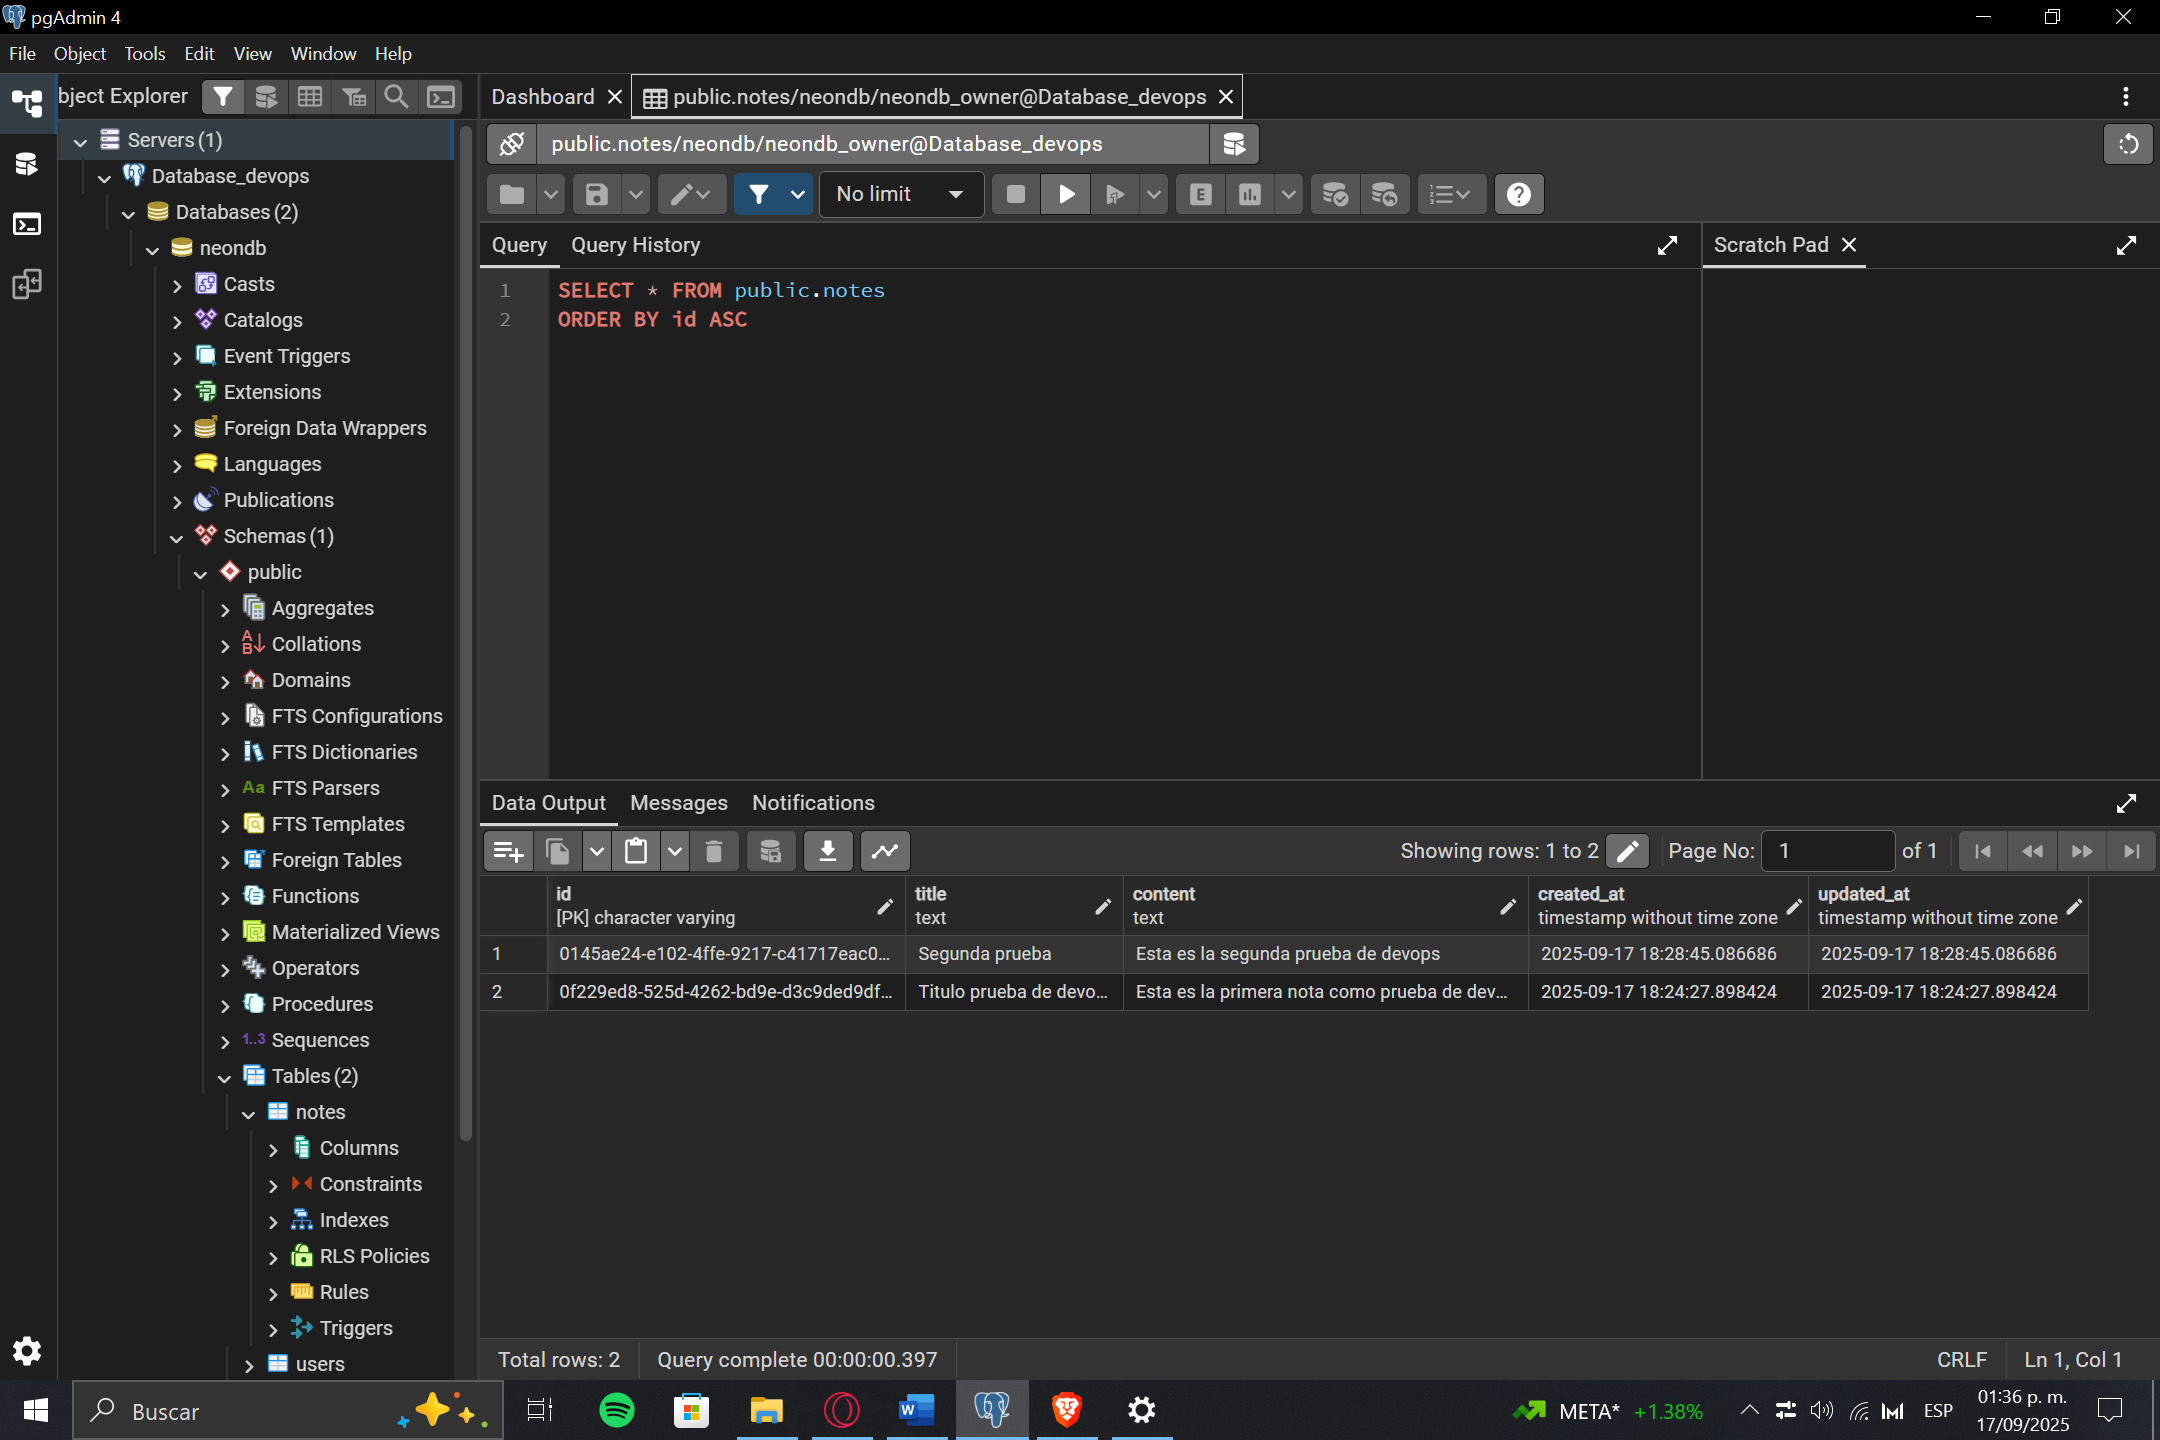 pgAdmin 4
File Object Tools Edit View Window Help
bject Explorer
Servers (1)
Database_devops
Databases (2)
neondb
Casts
Catalogs
Event Triggers
Extensions
Foreign Data Wrappers
Languages
Publications
Schemas (1)
public
Aggregates
Collations
Domains
FTS Configurations
FTS Dictionaries
Aa FTS Parsers
FTS Templates
Foreign Tables
Functions
Materialized Views
Operators
Procedures
1..3 Sequences
Tables (2)
notes
Columns
Constraints
Indexes
RLS Policies
Rules
Triggers
users
Dashboard
public.notes/neondb/neondb_owner@Database_devops
public.notes/neondb/neondb_owner@Database_devops
No limit
E
Query Query History
Scratch Pad
1 SELECT * FROM public.notes
2 ORDER BY id ASC
Data Output Messages Notifications
Showing rows: 1 to 2 Page No: 1 of 1
id title content created_at updated_at
[PK] character varying text text timestamp without time zone timestamp without time zone
1 0145ae24-e102-4ffe-9217-c41717eac0... Segunda prueba Esta es la segunda prueba de devops 2025-09-17 18:28:45.086686 2025-09-17 18:28:45.086686
2 0f229ed8-525d-4262-bd9e-d3c9ded9df... Titulo prueba de devo... Esta es la primera nota como prueba de dev... 2025-09-17 18:24:27.898424 2025-09-17 18:24:27.898424
Total rows: 2 Query complete 00:00:00.397 CRLF Ln 1, Col 1
Buscar
META* +1.38%
ESP
01:36 p. m.
17/09/2025